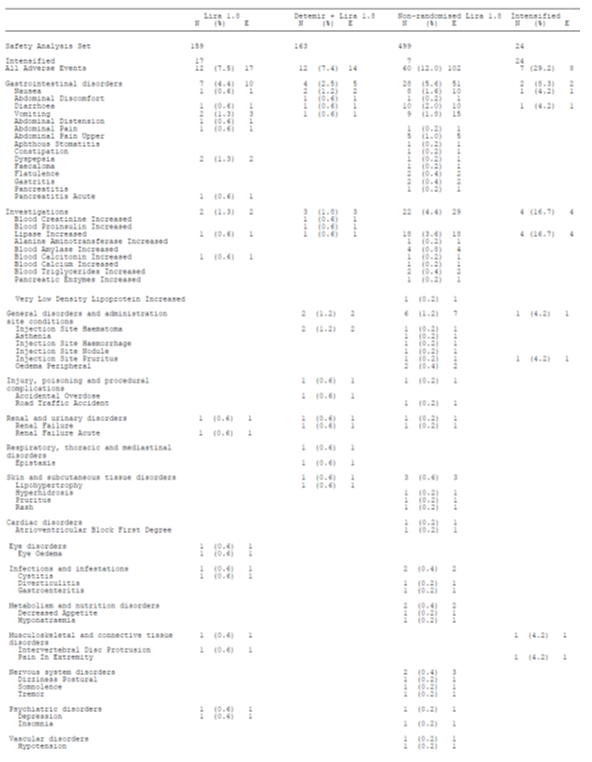 Lira 1.8 Detemir + Lira 1.8 Non-randomised Lira 1.8 Intensified
N (%) E N (%) E N (%) E N (%) E
Safety Analysis Set 159 163 499 24
Intensified 17 7 24
All Adverse Events 12 (7.5) 17 12 (7.4) 14 60 (12.0) 102 7 (29.2) 8
Gastrointestinal disorders 7 (4.4) 10 4 (2.5) 5 28 (5.6) 51 2 (8.3) 2
Nausea 1 (0.6) 1 2 (1.2) 2 8 (1.6) 10 1 (4.2) 1
Abdominal Discomfort 1 (0.6) 1 1 (0.2) 1
Diarrhoea 1 (0.6) 1 1 (0.6) 1 10 (2.0) 10 1 (4.2) 1
Vomiting 2 (1.3) 3 1 (0.6) 1 9 (1.8) 15
Abdominal Distension 1 (0.6) 1
Abdominal Pain 1 (0.6) 1 1 (0.2) 1
Abdominal Pain Upper 5 (1.0) 5
Aphthous Stomatitis 1 (0.2) 1
Constipation 1 (0.2) 1
Dyspepsia 2 (1.3) 2 1 (0.2) 1
Faecaloma 1 (0.2) 1
Flatulence 2 (0.4) 2
Gastritis 2 (0.4) 2
Pancreatitis 1 (0.2) 1
Pancreatitis Acute 1 (0.6) 1
Investigations 2 (1.3) 2 3 (1.8) 3 22 (4.4) 29 4 (16.7) 4
Blood Creatinine Increased 1 (0.6) 1
Blood Proinsulin Increased 1 (0.6) 1
Lipase Increased 1 (0.6) 1 1 (0.6) 1 18 (3.6) 18 4 (16.7) 4
Alanine Aminotransferase Increased 1 (0.2) 1
Blood Amylase Increased 4 (0.8) 4
Blood Calcitonin Increased 1 (0.6) 1 1 (0.2) 1
Blood Calcium Increased 1 (0.2) 1
Blood Triglycerides Increased 2 (0.4) 2
Pancreatic Enzymes Increased 1 (0.2) 1
Very Low Density Lipoprotein Increased 1 (0.2) 1
General disorders and administration 2 (1.2) 2 6 (1.2) 7 1 (4.2) 1
site conditions
Injection Site Haematoma 2 (1.2) 2 1 (0.2) 1
Asthenia 1 (0.2) 1
Injection Site Haemorrhage 1 (0.2) 1
Injection Site Nodule 1 (0.2) 1
Injection Site Pruritus 1 (0.2) 1 1 (4.2) 1
Oedema Peripheral 2 (0.4) 2
Injury, poisoning and procedural 1 (0.6) 1 1 (0.2) 1
complications
Accidental Overdose 1 (0.6) 1
Road Traffic Accident 1 (0.2) 1
Renal and urinary disorders 1 (0.6) 1 1 (0.6) 1 1 (0.2) 1
Renal Failure 1 (0.6) 1 1 (0.2) 1
Renal Failure Acute 1 (0.6) 1
Respiratory, thoracic and mediastinal 1 (0.6) 1
disorders
Epistaxis 1 (0.6) 1
Skin and subcutaneous tissue disorders 1 (0.6) 1 3 (0.6) 3
Lipohypertrophy 1 (0.6) 1
Hyperhidrosis 1 (0.2) 1
Pruritus 1 (0.2) 1
Rash 1 (0.2) 1
Cardiac disorders 1 (0.2) 1
Atrioventricular Block First Degree 1 (0.2) 1
Eye disorders 1 (0.6) 1
Eye Oedema 1 (0.6) 1
Infections and infestations 1 (0.6) 1 2 (0.4) 2
Cystitis 1 (0.6) 1
Diverticulitis 1 (0.2) 1
Gastroenteritis 1 (0.2) 1
Metabolism and nutrition disorders 2 (0.4) 2
Decreased Appetite 1 (0.2) 1
Hyponatraemia 1 (0.2) 1
Musculoskeletal and connective tissue 1 (0.6) 1 1 (4.2) 1
disorders
Intervertebral Disc Protrusion 1 (0.6) 1
Pain In Extremity 1 (4.2) 1
Nervous system disorders 2 (0.4) 3
Dizziness Postural 1 (0.2) 1
Somnolence 1 (0.2) 1
Tremor 1 (0.2) 1
Psychiatric disorders 1 (0.6) 1 1 (0.2) 1
Depression 1 (0.6) 1
Insomnia 1 (0.2) 1
Vascular disorders 1 (0.2) 1
Hypotension 1 (0.2) 1